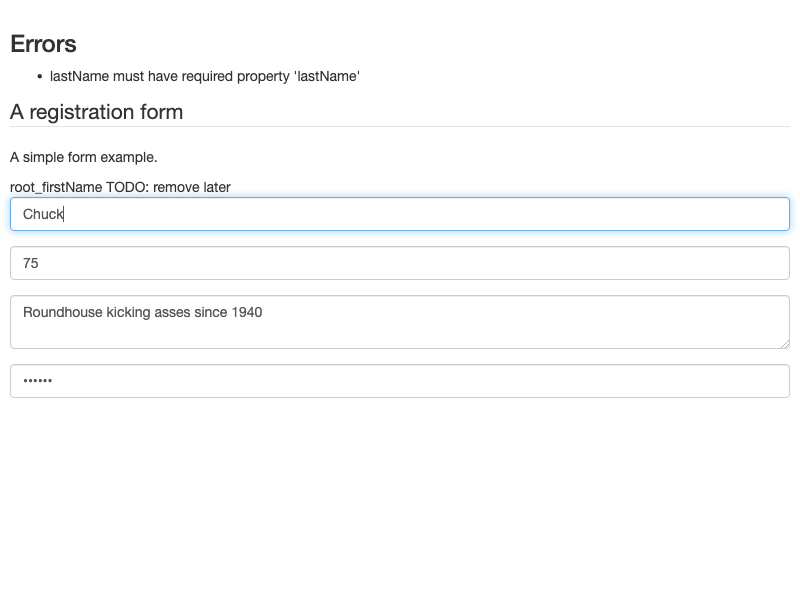 Errors
• lastName must have required property 'lastName'
A registration form
A simple form example.
root_firstName TODO: remove later
Chuck
75
Roundhouse kicking asses since 1940
••••••